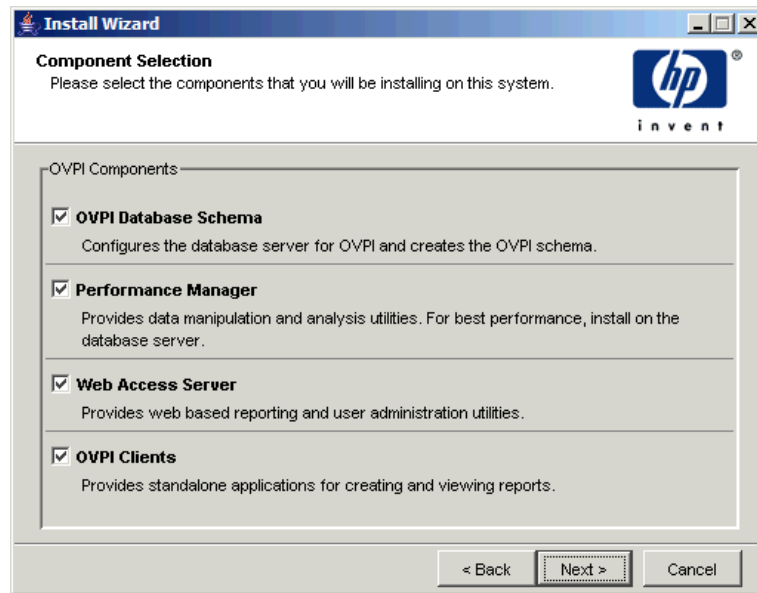 Install Wizard
Component Selection
Please select the components that you will be installing on this system.
hp
®
invent
OVPI Components
OVPI Database Schema
Configures the database server for OVPI and creates the OVPI schema.
Performance Manager
Provides data manipulation and analysis utilities. For best performance, install on the
database server.
Web Access Server
Provides web based reporting and user administration utilities.
OVPI Clients
Provides standalone applications for creating and viewing reports.
< Back
Next >
Cancel